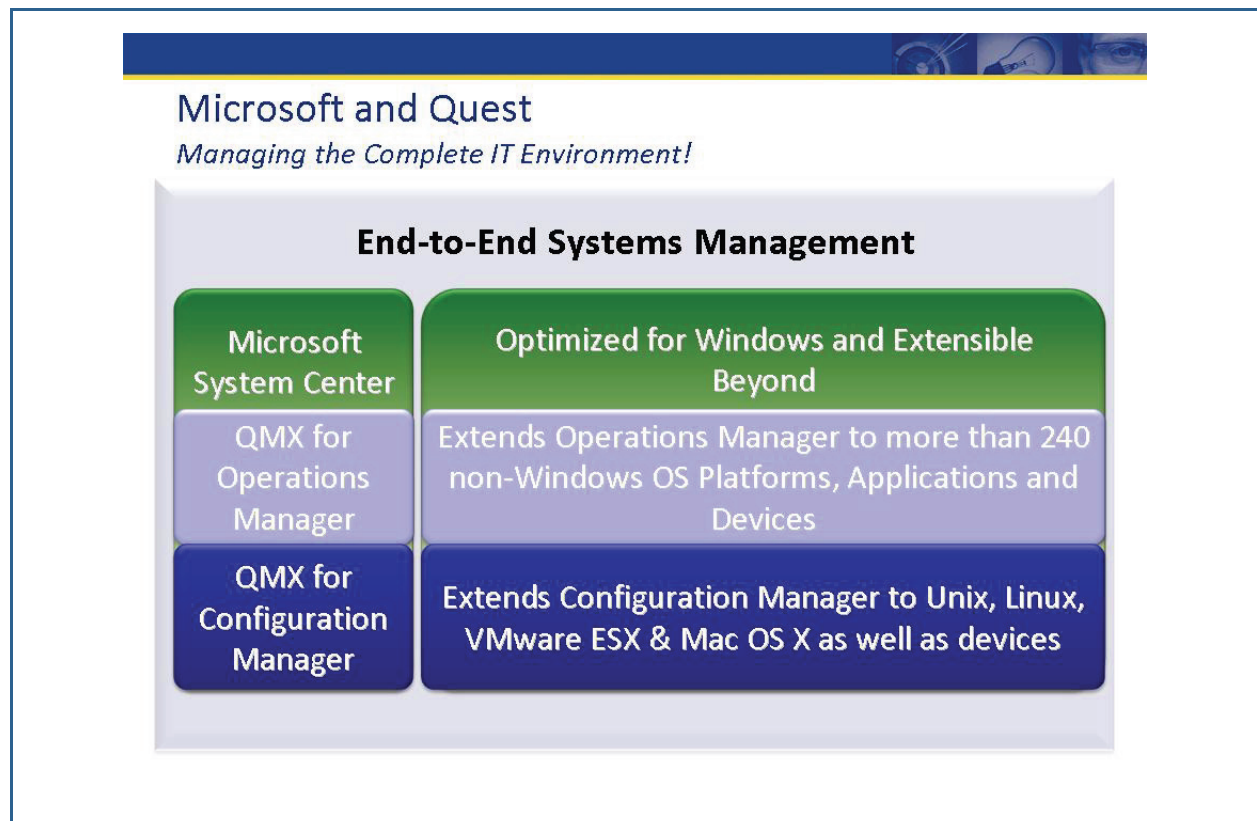 Microsoft and Quest
Managing the Complete IT Environment!
End-to-End Systems Management
Microsoft
System Center
Optimized for Windows and Extensible
Beyond
QMX for
Operations
Manager
Extends Operations Manager to more than 240
non-Windows OS Platforms, Applications and
Devices
QMX for
Configuration
Manager
Extends Configuration Manager to Unix, Linux,
VMware ESX & Mac OS X as well as devices